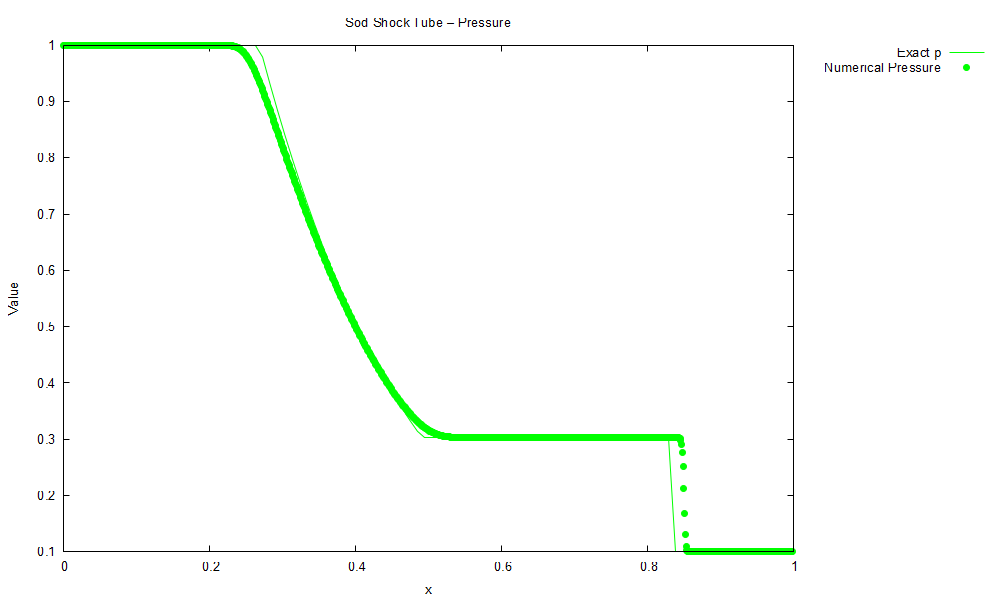 Sod Shock Tube – Pressure
Exact p
Numerical Pressure
1
0.9
0.8
0.7
0.6
0.5
0.4
0.3
0.2
0.1
Value
0 0.2 0.4 0.6 0.8 1
x